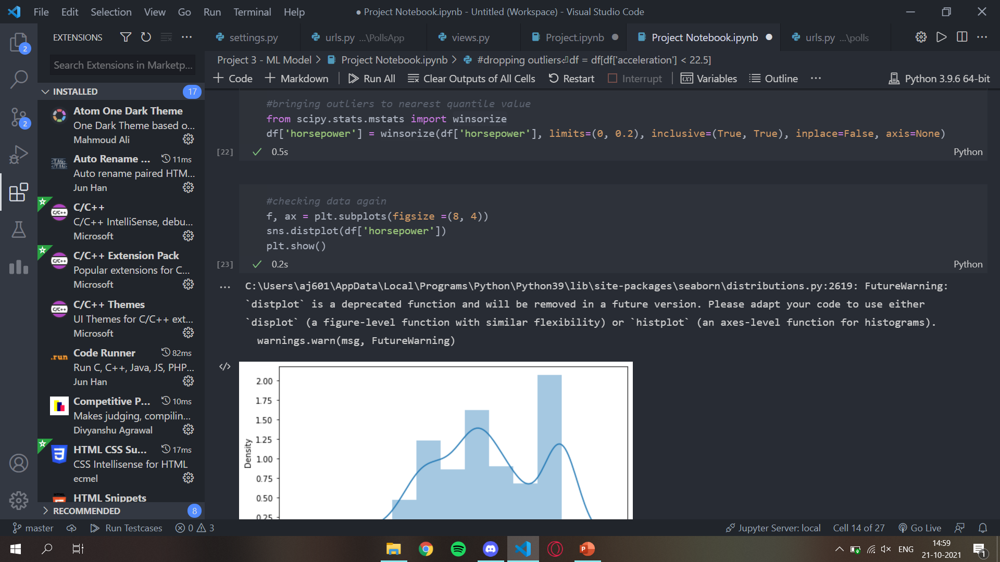 File Edit Selection View Go Run Terminal Help
● Project Notebook.ipynb - Untitled (Workspace) - Visual Studio Code
EXTENSIONS
settings.py
urls.py ...\PollsApp
views.py
Project.ipynb
Project Notebook.ipynb
urls.py ...\polls
2
Search Extensions in Marketp...
Project 3 - ML Model > Project Notebook.ipynb > #dropping outliers⏎df = df[df['acceleration'] < 22.5]
+ Code + Markdown Run All Clear Outputs of All Cells Restart Interrupt Variables Outline ... Python 3.9.6 64-bit
INSTALLED 17
Atom One Dark Theme
One Dark Theme based o...
Mahmoud Ali
2
Auto Rename ... 11ms
Auto rename paired HTM...
Jun Han
C/C++
C/C++ IntelliSense, debu...
Microsoft
C/C++ Extension Pack
Popular extensions for C...
Microsoft
C/C++ Themes
UI Themes for C/C++ ext...
Microsoft
.run
Code Runner 82ms
Run C, C++, Java, JS, PHP...
Jun Han
Competitive P... 10ms
Makes judging, compilin...
Divyanshu Agrawal
HTML CSS Su... 17ms
CSS Intellisense for HTML
ecmel
HTML Snippets
RECOMMENDED 8
#bringing outliers to nearest quantile value
from scipy.stats.mstats import winsorize
df['horsepower'] = winsorize(df['horsepower'], limits=(0, 0.2), inclusive=(True, True), inplace=False, axis=None)
[22] 0.5s Python
#checking data again
f, ax = plt.subplots(figsize =(8, 4))
sns.distplot(df['horsepower'])
plt.show()
[23] 0.2s Python
... C:\Users\aj601\AppData\Local\Programs\Python\Python39\lib\site-packages\seaborn\distributions.py:2619: FutureWarning:
`distplot` is a deprecated function and will be removed in a future version. Please adapt your code to use either
`displot` (a figure-level function with similar flexibility) or `histplot` (an axes-level function for histograms).
warnings.warn(msg, FutureWarning)
2.00
1.75
1.50
1.25
1.00
0.75
0.50
0.25
Density
master Run Testcases 0 3 Jupyter Server: local Cell 14 of 27 Go Live
ENG
14:59
21-10-2021
1